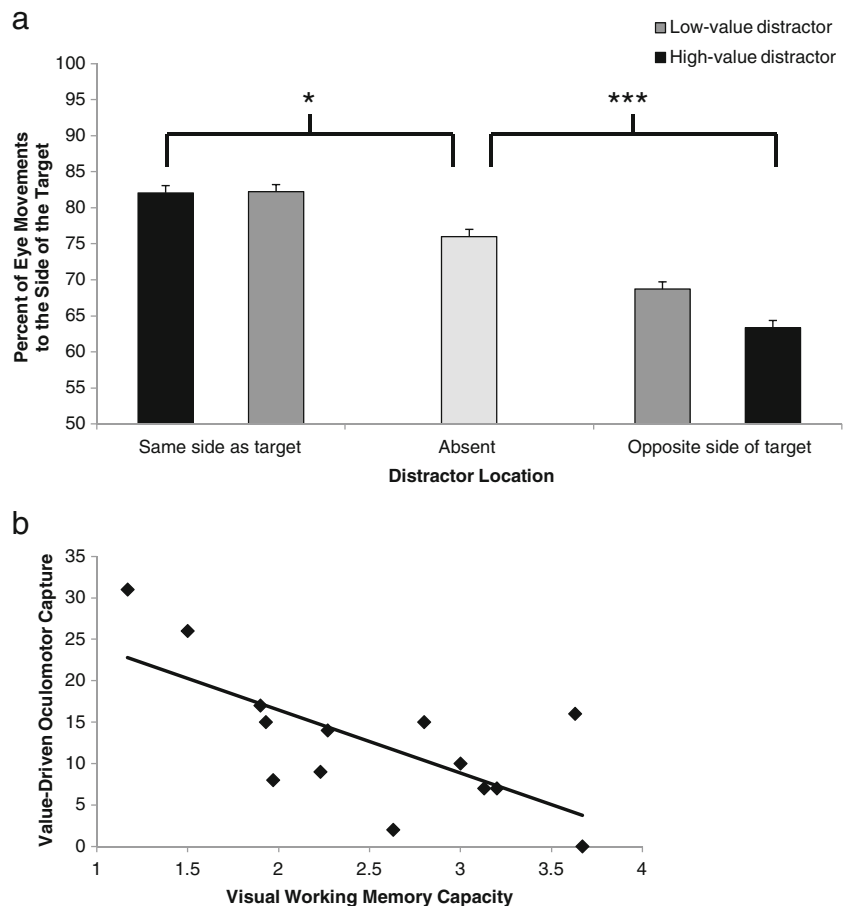 a
Low-value distractor
High-value distractor
100
95
90
85
80
75
70
65
60
55
50
*
***
Percent of Eye Movements
to the Side of the Target
Same side as target
Absent
Opposite side of target
Distractor Location
b
35
30
25
20
15
10
5
0
Value-Driven Oculomotor Capture
1
1.5
2
2.5
3
3.5
4
Visual Working Memory Capacity